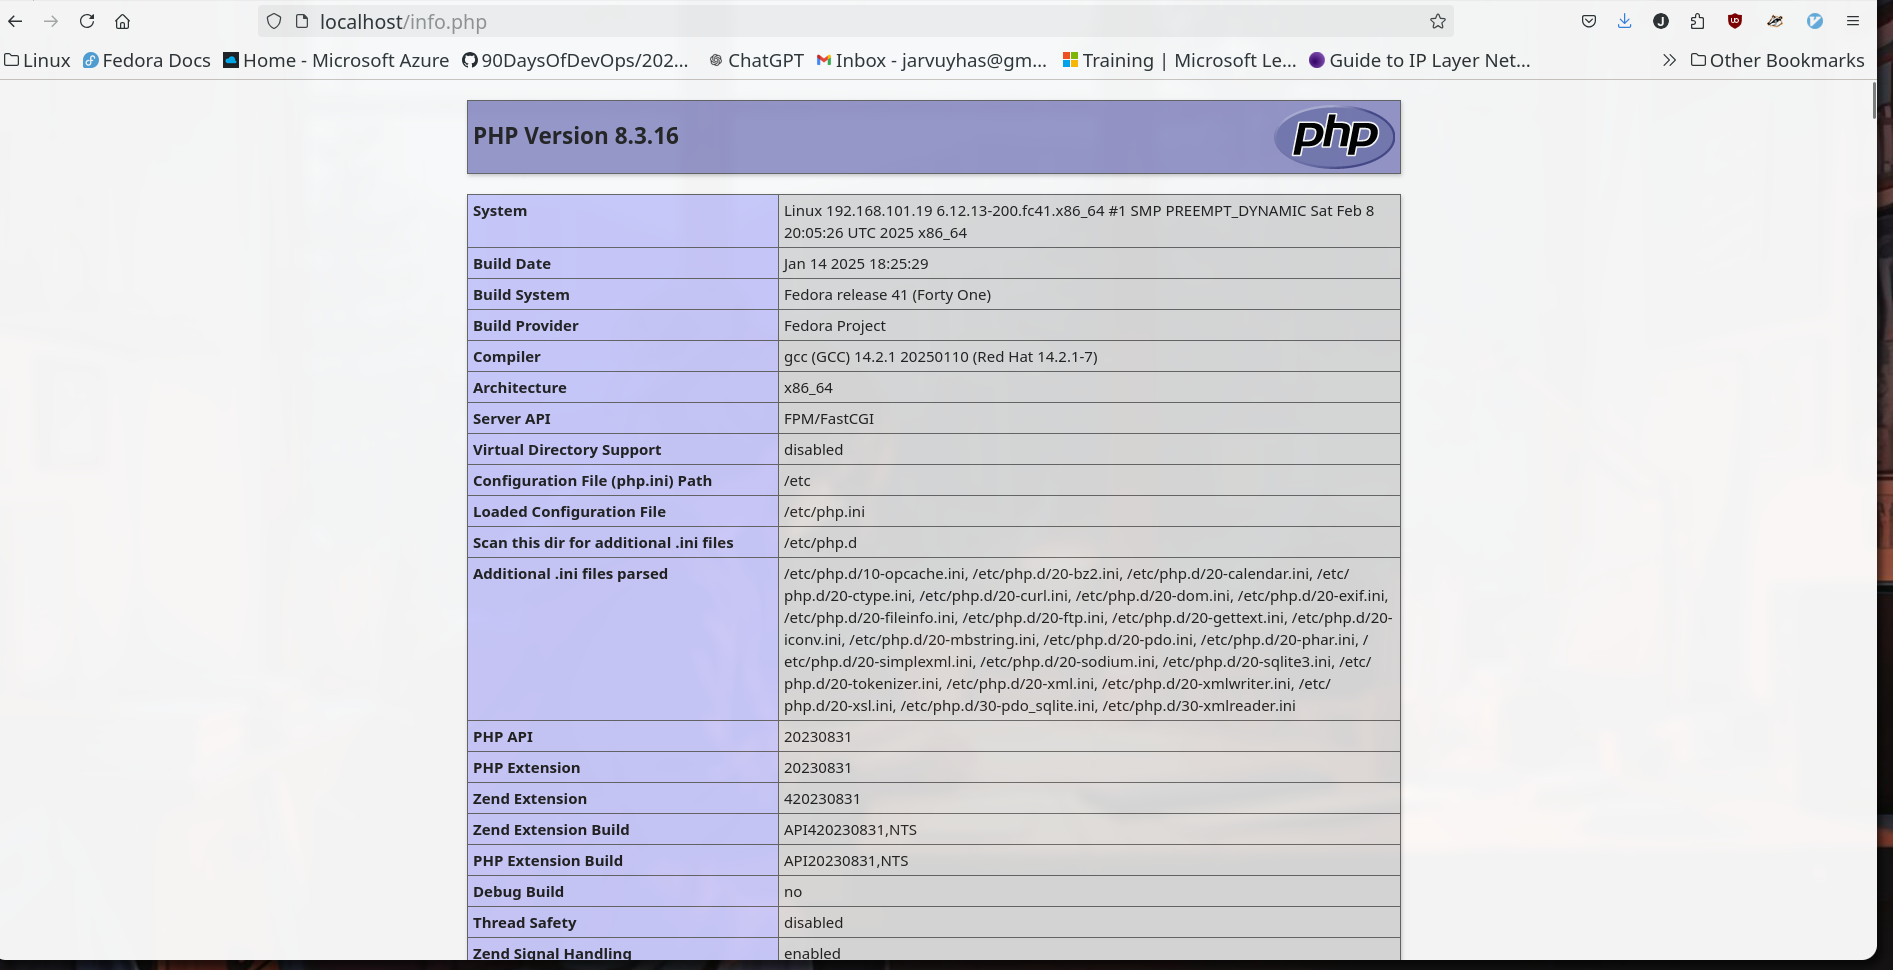 localhost/info.php
Linux Fedora Docs Home - Microsoft Azure 90DaysOfDevOps/202... ChatGPT Inbox - jarvuyhas@gm... Training | Microsoft Le... Guide to IP Layer Net... Other Bookmarks
PHP Version 8.3.16
php
System Linux 192.168.101.19 6.12.13-200.fc41.x86_64 #1 SMP PREEMPT_DYNAMIC Sat Feb 8
20:05:26 UTC 2025 x86_64
Build Date Jan 14 2025 18:25:29
Build System Fedora release 41 (Forty One)
Build Provider Fedora Project
Compiler gcc (GCC) 14.2.1 20250110 (Red Hat 14.2.1-7)
Architecture x86_64
Server API FPM/FastCGI
Virtual Directory Support disabled
Configuration File (php.ini) Path /etc
Loaded Configuration File /etc/php.ini
Scan this dir for additional .ini files /etc/php.d
Additional .ini files parsed /etc/php.d/10-opcache.ini, /etc/php.d/20-bz2.ini, /etc/php.d/20-calendar.ini, /etc/
php.d/20-ctype.ini, /etc/php.d/20-curl.ini, /etc/php.d/20-dom.ini, /etc/php.d/20-exif.ini,
/etc/php.d/20-fileinfo.ini, /etc/php.d/20-ftp.ini, /etc/php.d/20-gettext.ini, /etc/php.d/20-
iconv.ini, /etc/php.d/20-mbstring.ini, /etc/php.d/20-pdo.ini, /etc/php.d/20-phar.ini, /
etc/php.d/20-simplexml.ini, /etc/php.d/20-sodium.ini, /etc/php.d/20-sqlite3.ini, /etc/
php.d/20-tokenizer.ini, /etc/php.d/20-xml.ini, /etc/php.d/20-xmlwriter.ini, /etc/
php.d/20-xsl.ini, /etc/php.d/30-pdo_sqlite.ini, /etc/php.d/30-xmlreader.ini
PHP API 20230831
PHP Extension 20230831
Zend Extension 420230831
Zend Extension Build API420230831,NTS
PHP Extension Build API20230831,NTS
Debug Build no
Thread Safety disabled
Zend Signal Handling enabled